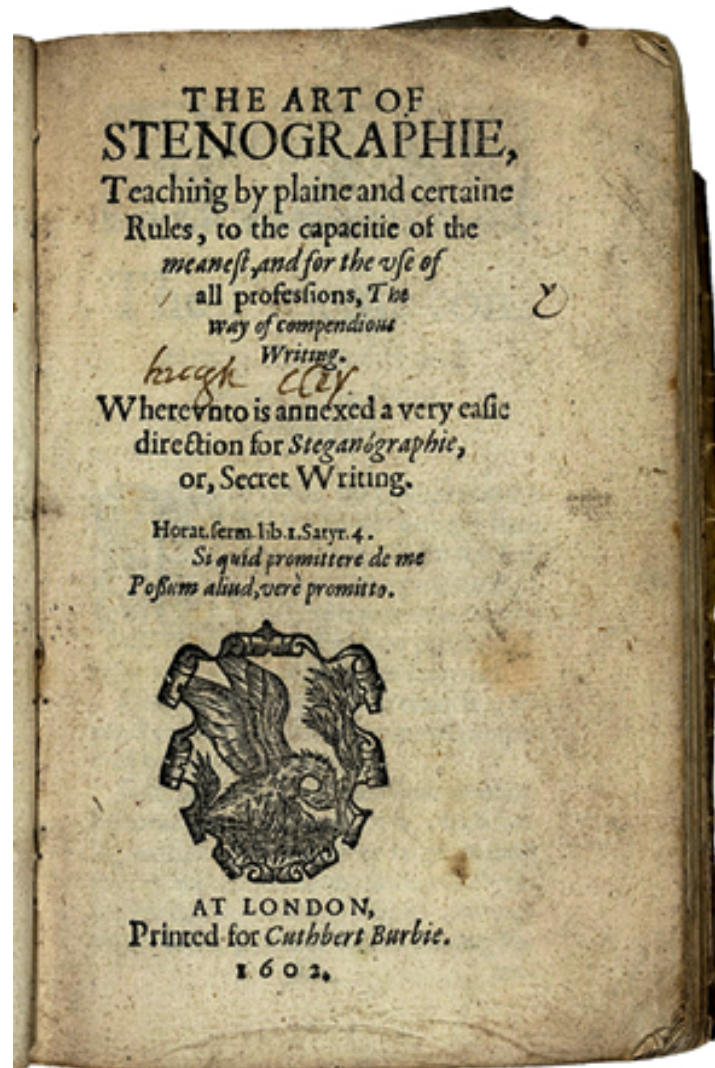 THE ART OF
STENOGRAPHIE,
Teaching by plaine and certaine
Rules, to the capacitie of the
meaneſt, and for the vſe of
all profeſsions, The
way of compendious
Writing.
Wherevnto is annexed a very eaſie
direction for Steganographie,
or, Secret Writing.
Horat. ſerm. lib. 1. Satyr. 4.
Si quid promittere de me
Poßum aliud, verè promitto.
AT LONDON,
Printed for Cuthbert Burbie.
1602.